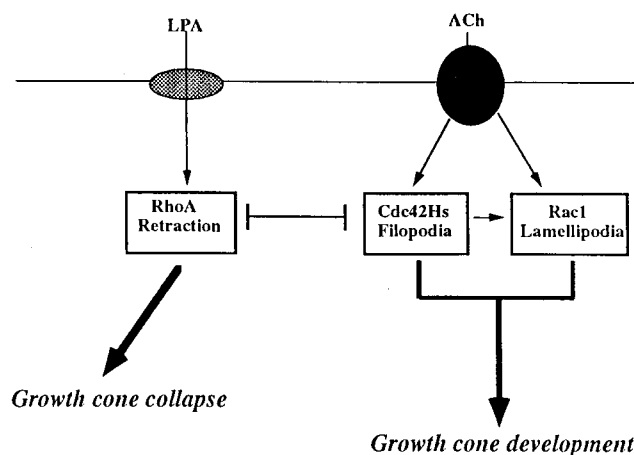 LPA
ACh
RhoA
Retraction
Cdc42Hs
Filopodia
Rac1
Lamellipodia
Growth cone collapse
Growth cone development